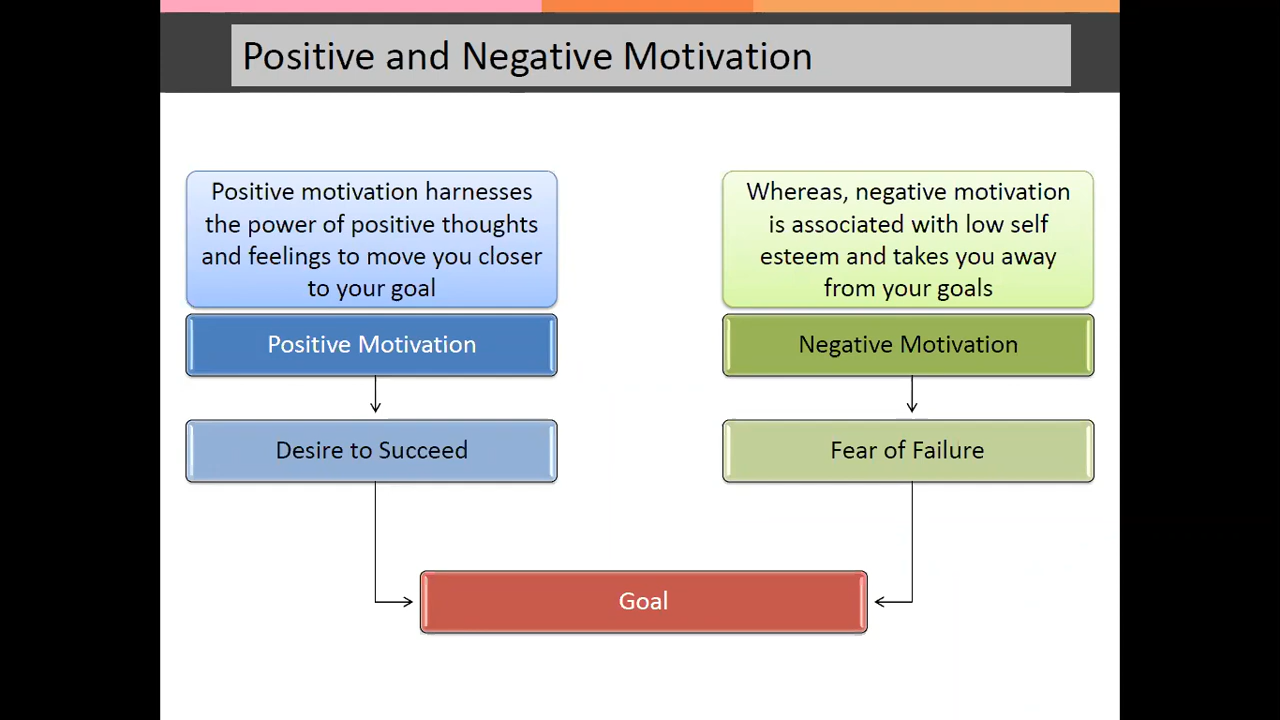 Positive and Negative Motivation
Positive motivation harnesses
the power of positive thoughts
and feelings to move you closer
to your goal
Positive Motivation
Desire to Succeed
Whereas, negative motivation
is associated with low self
esteem and takes you away
from your goals
Negative Motivation
Fear of Failure
Goal